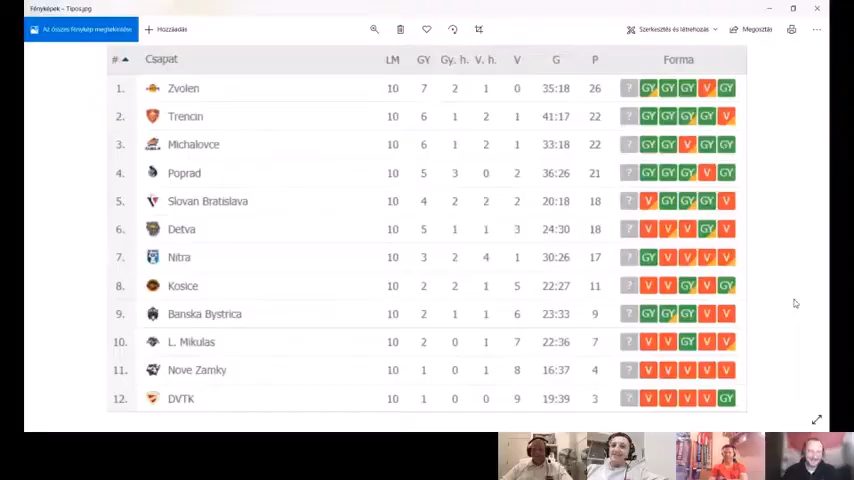 Fényképek - Tipos.jpg
Az összes fénykép megtekintése + Hozzáadás Szerkesztés és létrehozás Megosztás
# Csapat LM GY Gy. h. V. h. V G P Forma
1. Zvolen 10 7 2 1 0 35:18 26 ? GY GY GY V GY
2. Trencin 10 6 1 2 1 41:17 22 ? GY GY GY GY V
3. Michalovce 10 6 1 2 1 33:18 22 ? GY GY V GY GY
4. Poprad 10 5 3 0 2 36:26 21 ? GY GY GY V GY
5. Slovan Bratislava 10 4 2 2 2 20:18 18 ? V GY GY GY V
6. Detva 10 5 1 1 3 24:30 18 ? V V V GY V
7. Nitra 10 3 2 4 1 30:26 17 ? GY V V V V
8. Kosice 10 2 2 1 5 22:27 11 ? V V GY V GY
9. Banska Bystrica 10 2 1 1 6 23:33 9 ? GY GY GY V V
10. L. Mikulas 10 2 0 1 7 22:36 7 ? V V GY V V
11. Nove Zamky 10 1 0 1 8 16:37 4 ? V V V V V
12. DVTK 10 1 0 0 9 19:39 3 ? V V V V GY